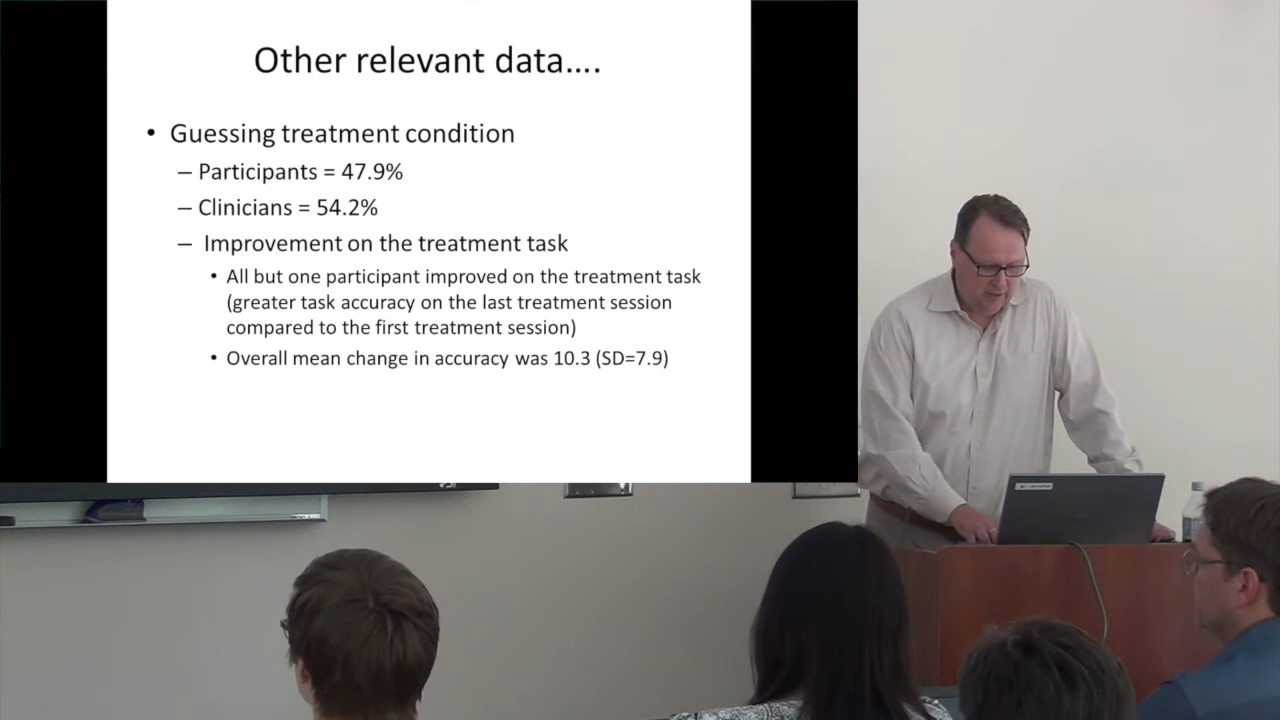 Other relevant data....
• Guessing treatment condition
– Participants = 47.9%
– Clinicians = 54.2%
– Improvement on the treatment task
• All but one participant improved on the treatment task
(greater task accuracy on the last treatment session
compared to the first treatment session)
• Overall mean change in accuracy was 10.3 (SD=7.9)